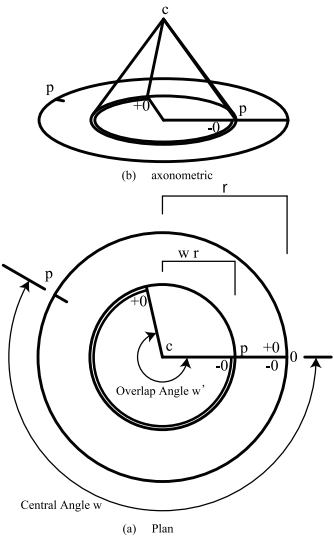 c
p
+0
p
-0
(b) axonometric
r
w r
p
+0
c
p
+0
0
-0
-0
Overlap Angle w’
Central Angle w
(a) Plan